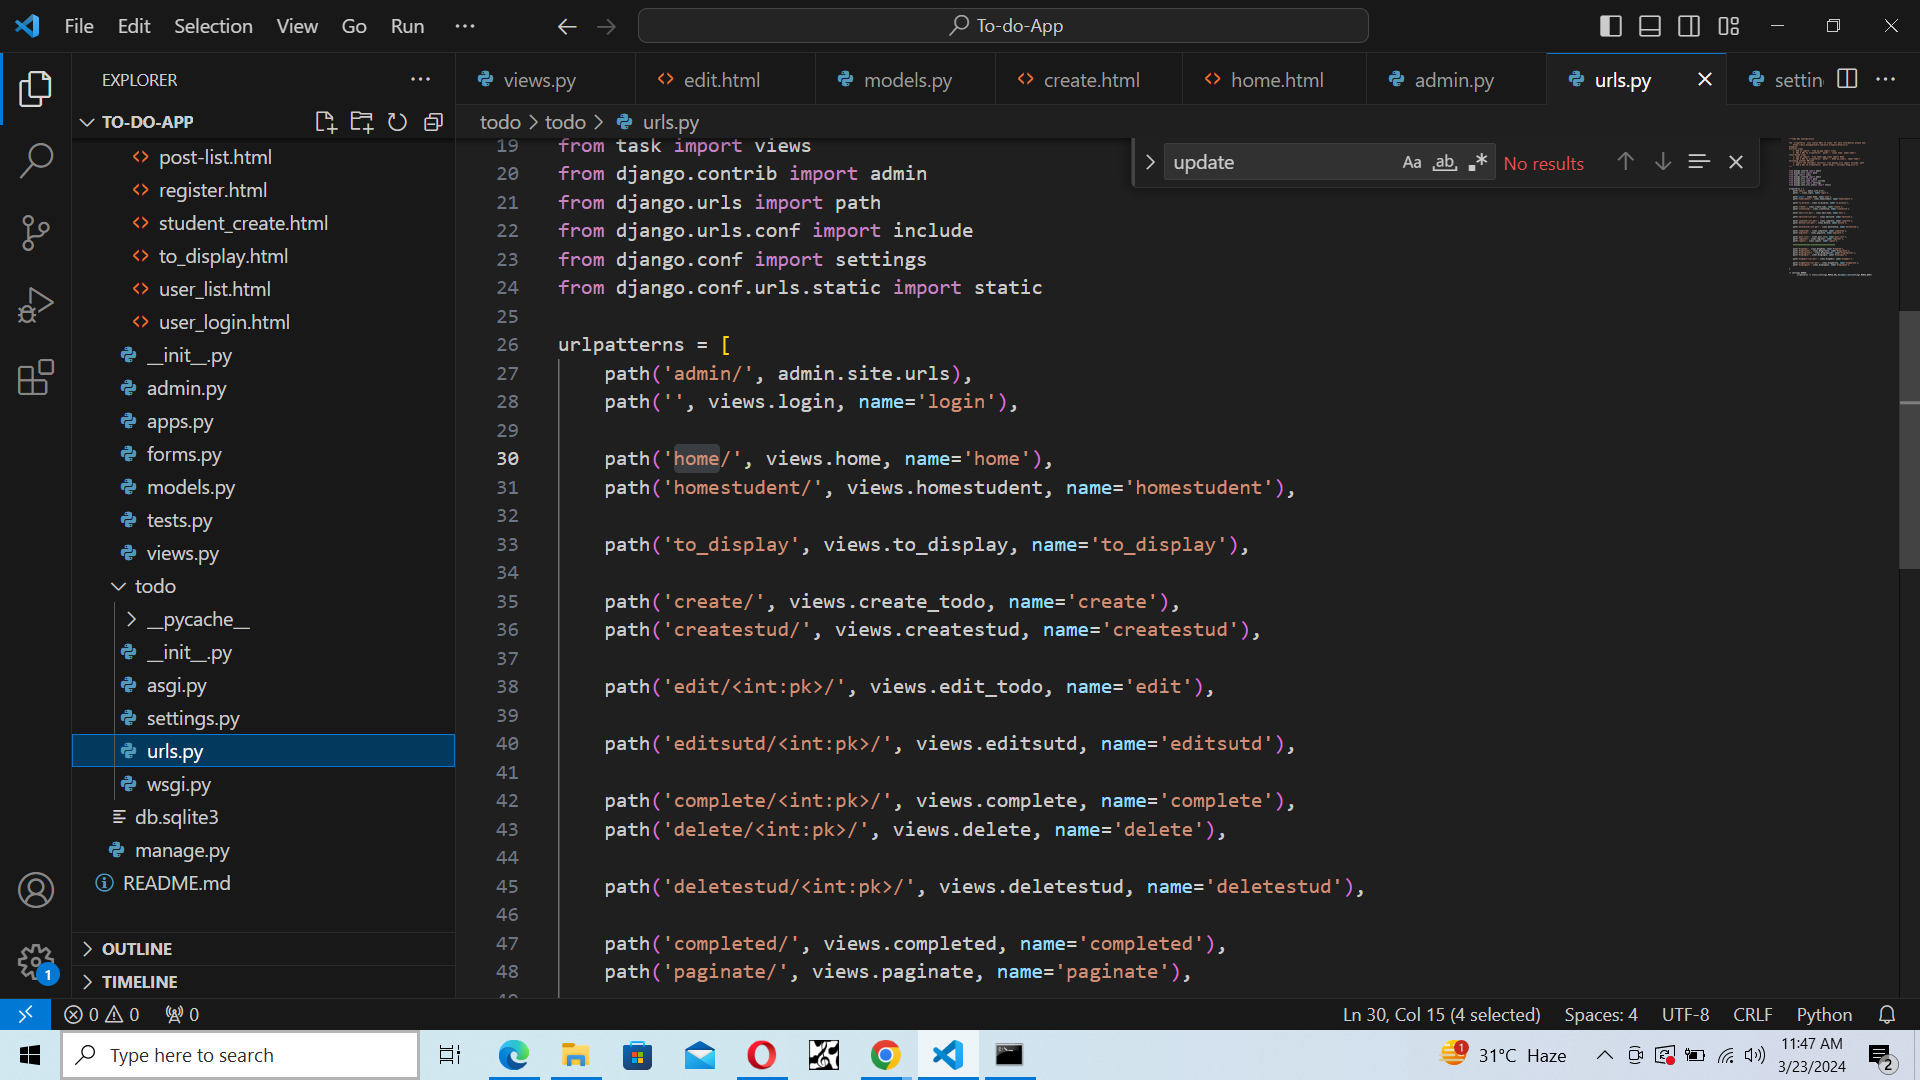 File Edit Selection View Go Run ··· To-do-App
EXPLORER ···
TO-DO-APP
post-list.html
register.html
student_create.html
to_display.html
user_list.html
user_login.html
__init__.py
admin.py
apps.py
forms.py
models.py
tests.py
views.py
todo
__pycache__
__init__.py
asgi.py
settings.py
urls.py
wsgi.py
db.sqlite3
manage.py
README.md
OUTLINE
TIMELINE
views.py edit.html models.py create.html home.html admin.py urls.py settin ···
todo > todo > urls.py
update Aa ab .* No results
19 from task import views
20 from django.contrib import admin
21 from django.urls import path
22 from django.urls.conf import include
23 from django.conf import settings
24 from django.conf.urls.static import static
25
26 urlpatterns = [
27 path('admin/', admin.site.urls),
28 path('', views.login, name='login'),
29
30 path('home/', views.home, name='home'),
31 path('homestudent/', views.homestudent, name='homestudent'),
32
33 path('to_display', views.to_display, name='to_display'),
34
35 path('create/', views.create_todo, name='create'),
36 path('createstud/', views.createstud, name='createstud'),
37
38 path('edit/<int:pk>/', views.edit_todo, name='edit'),
39
40 path('editsutd/<int:pk>/', views.editsutd, name='editsutd'),
41
42 path('complete/<int:pk>/', views.complete, name='complete'),
43 path('delete/<int:pk>/', views.delete, name='delete'),
44
45 path('deletestud/<int:pk>/', views.deletestud, name='deletestud'),
46
47 path('completed/', views.completed, name='completed'),
48 path('paginate/', views.paginate, name='paginate'),
1
0 0 0 Ln 30, Col 15 (4 selected) Spaces: 4 UTF-8 CRLF Python
Type here to search 1 31°C Haze 11:47 AM
3/23/2024 2